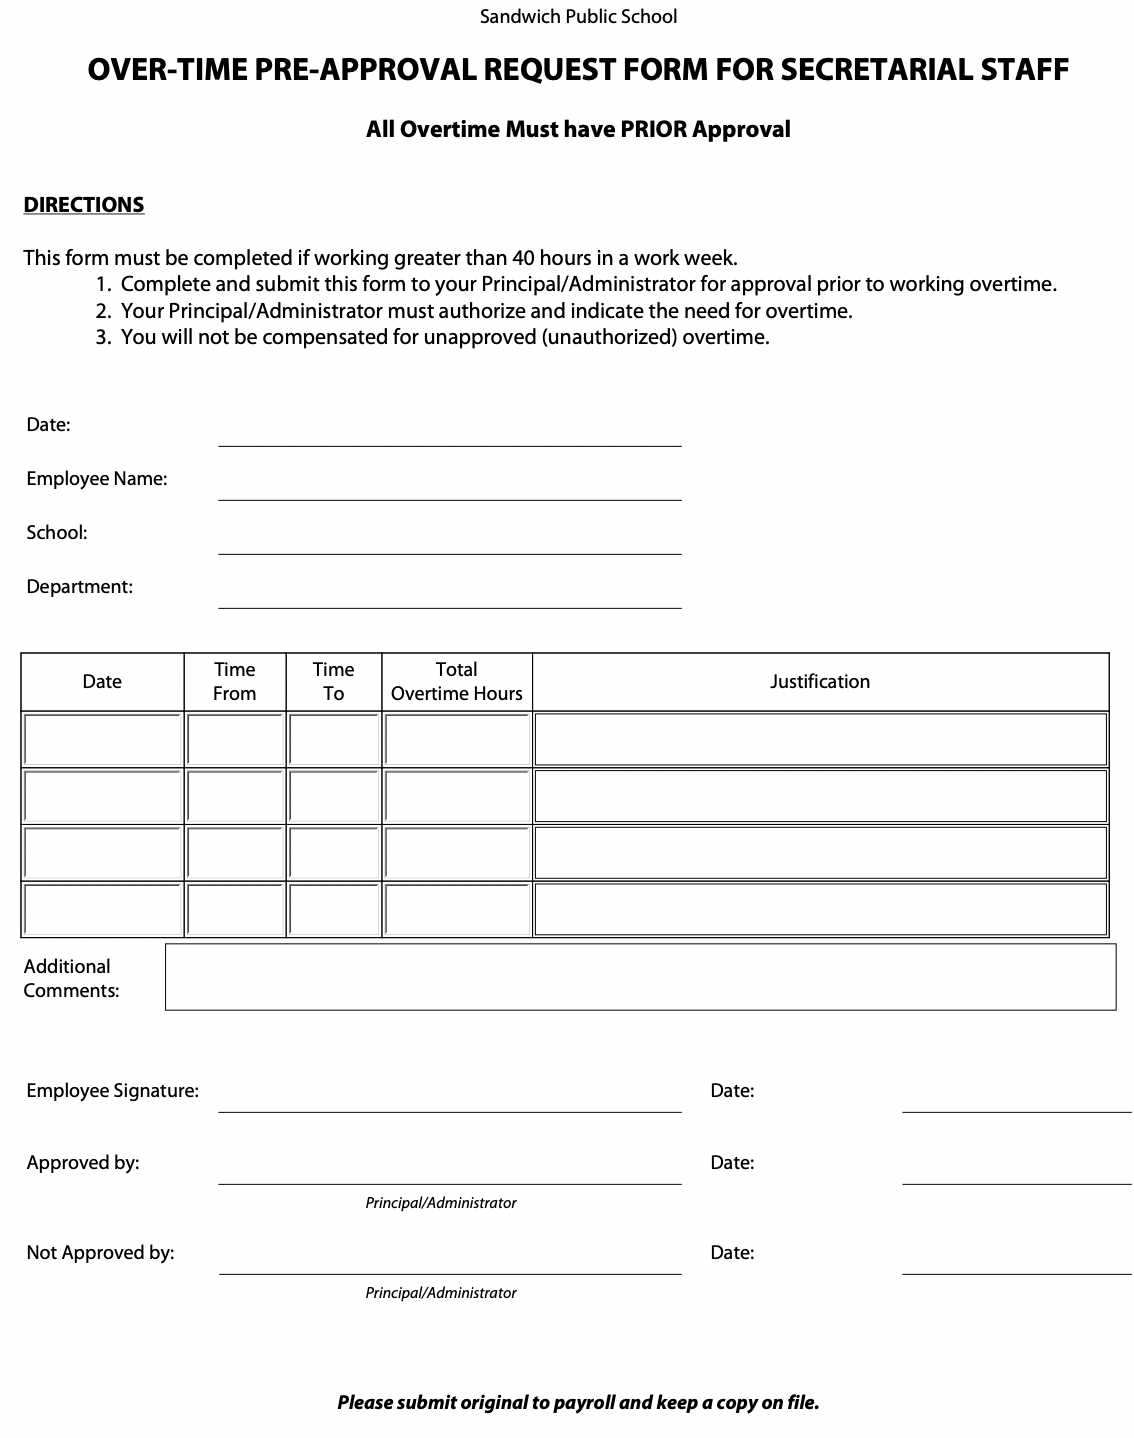 Sandwich Public School
OVER-TIME PRE-APPROVAL REQUEST FORM FOR SECRETARIAL STAFF
All Overtime Must have PRIOR Approval
DIRECTIONS
This form must be completed if working greater than 40 hours in a work week.
1. Complete and submit this form to your Principal/Administrator for approval prior to working overtime.
2. Your Principal/Administrator must authorize and indicate the need for overtime.
3. You will not be compensated for unapproved (unauthorized) overtime.
Date:
Employee Name:
School:
Department:
Date
Time
From
Time
To
Total
Overtime Hours
Justification
Additional
Comments:
Employee Signature:
Date:
Approved by:
Date:
Principal/Administrator
Not Approved by:
Date:
Principal/Administrator
Please submit original to payroll and keep a copy on file.